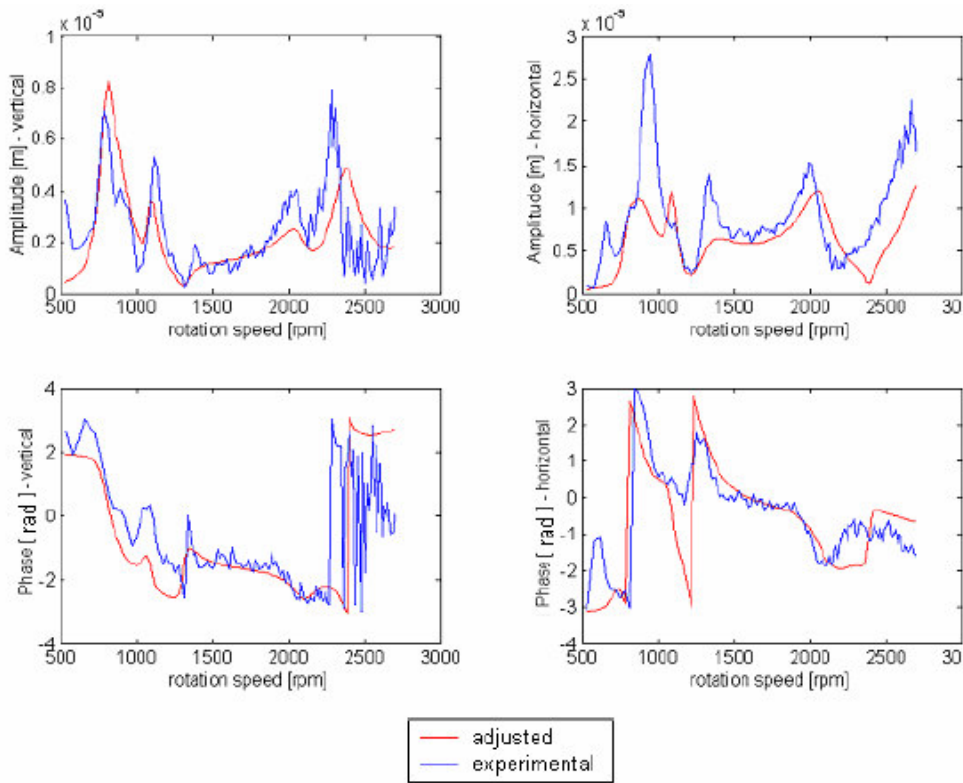 x 10⁻⁵
1
0.8
0.6
0.4
0.2
0
Amplitude [m] - vertical
500 1000 1500 2000 2500 3000
rotation speed [rpm]
x 10⁻⁵
3
2.5
2
1.5
1
0.5
0
Amplitude [m] - horizontal
500 1000 1500 2000 2500 30
rotation speed [rpm]
4
2
0
-2
-4
Phase [ rad ] - vertical
500 1000 1500 2000 2500 3000
rotation speed [rpm]
3
2
1
0
-1
-2
-3
-4
Phase [ rad ] - horizontal
500 1000 1500 2000 2500 30
rotation speed [rpm]
adjusted
experimental